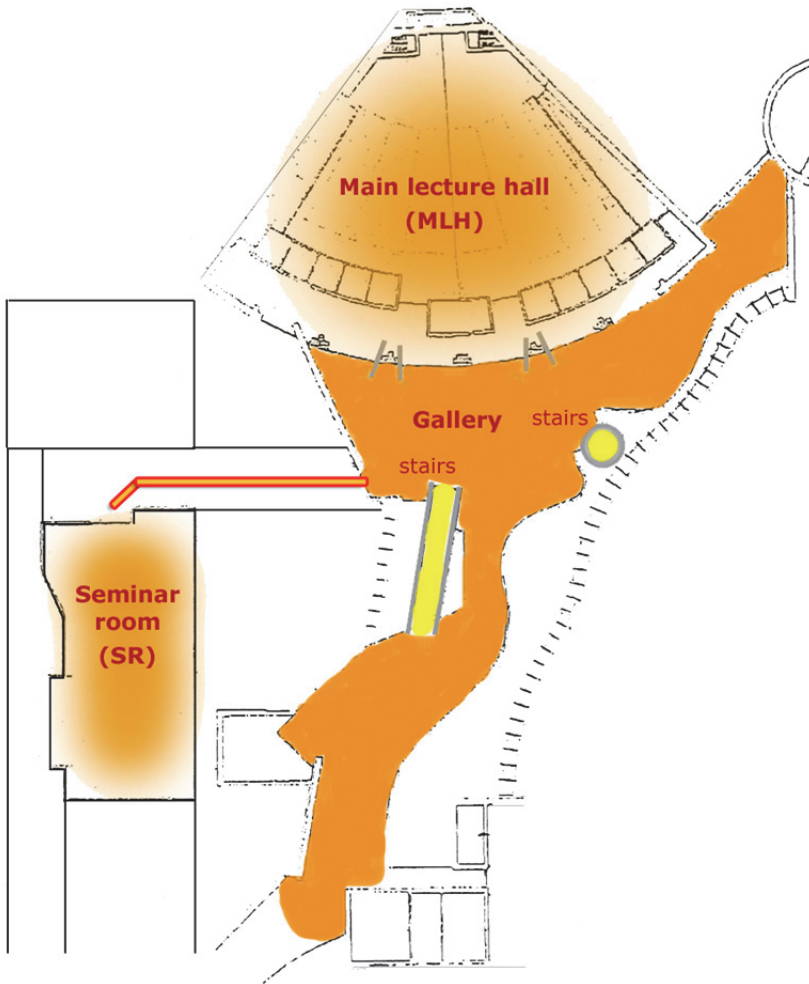 Main lecture hall
(MLH)
Gallery
stairs
stairs
Seminar
room
(SR)